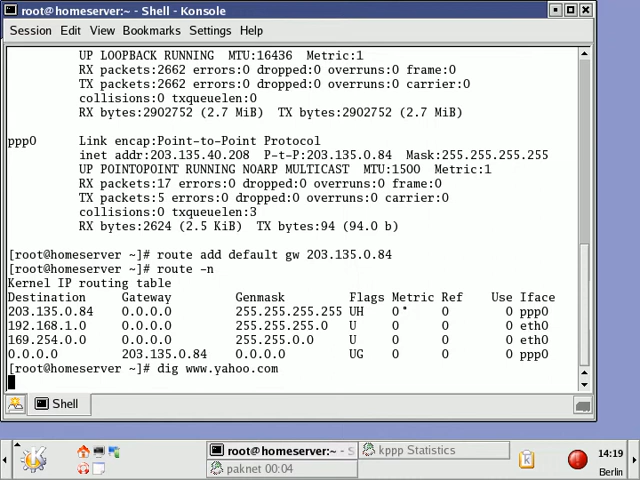 root@homeserver:~ - Shell - Konsole
Session Edit View Bookmarks Settings Help
UP LOOPBACK RUNNING MTU:16436 Metric:1
RX packets:2662 errors:0 dropped:0 overruns:0 frame:0
TX packets:2662 errors:0 dropped:0 overruns:0 carrier:0
collisions:0 txqueuelen:0
RX bytes:2902752 (2.7 MiB) TX bytes:2902752 (2.7 MiB)
ppp0 Link encap:Point-to-Point Protocol
inet addr:203.135.40.208 P-t-P:203.135.0.84 Mask:255.255.255.255
UP POINTOPOINT RUNNING NOARP MULTICAST MTU:1500 Metric:1
RX packets:17 errors:0 dropped:0 overruns:0 frame:0
TX packets:5 errors:0 dropped:0 overruns:0 carrier:0
collisions:0 txqueuelen:3
RX bytes:2624 (2.5 KiB) TX bytes:94 (94.0 b)
[root@homeserver ~]# route add default gw 203.135.0.84
[root@homeserver ~]# route -n
Kernel IP routing table
Destination Gateway Genmask Flags Metric Ref Use Iface
203.135.0.84 0.0.0.0 255.255.255.255 UH 0 0 0 ppp0
192.168.1.0 0.0.0.0 255.255.255.0 U 0 0 0 eth0
169.254.0.0 0.0.0.0 255.255.0.0 U 0 0 0 eth0
0.0.0.0 203.135.0.84 0.0.0.0 UG 0 0 0 ppp0
[root@homeserver ~]# dig www.yahoo.com
Shell
root@homeserver:~ - S
kppp Statistics
paknet 00:04
14:19
Berlin